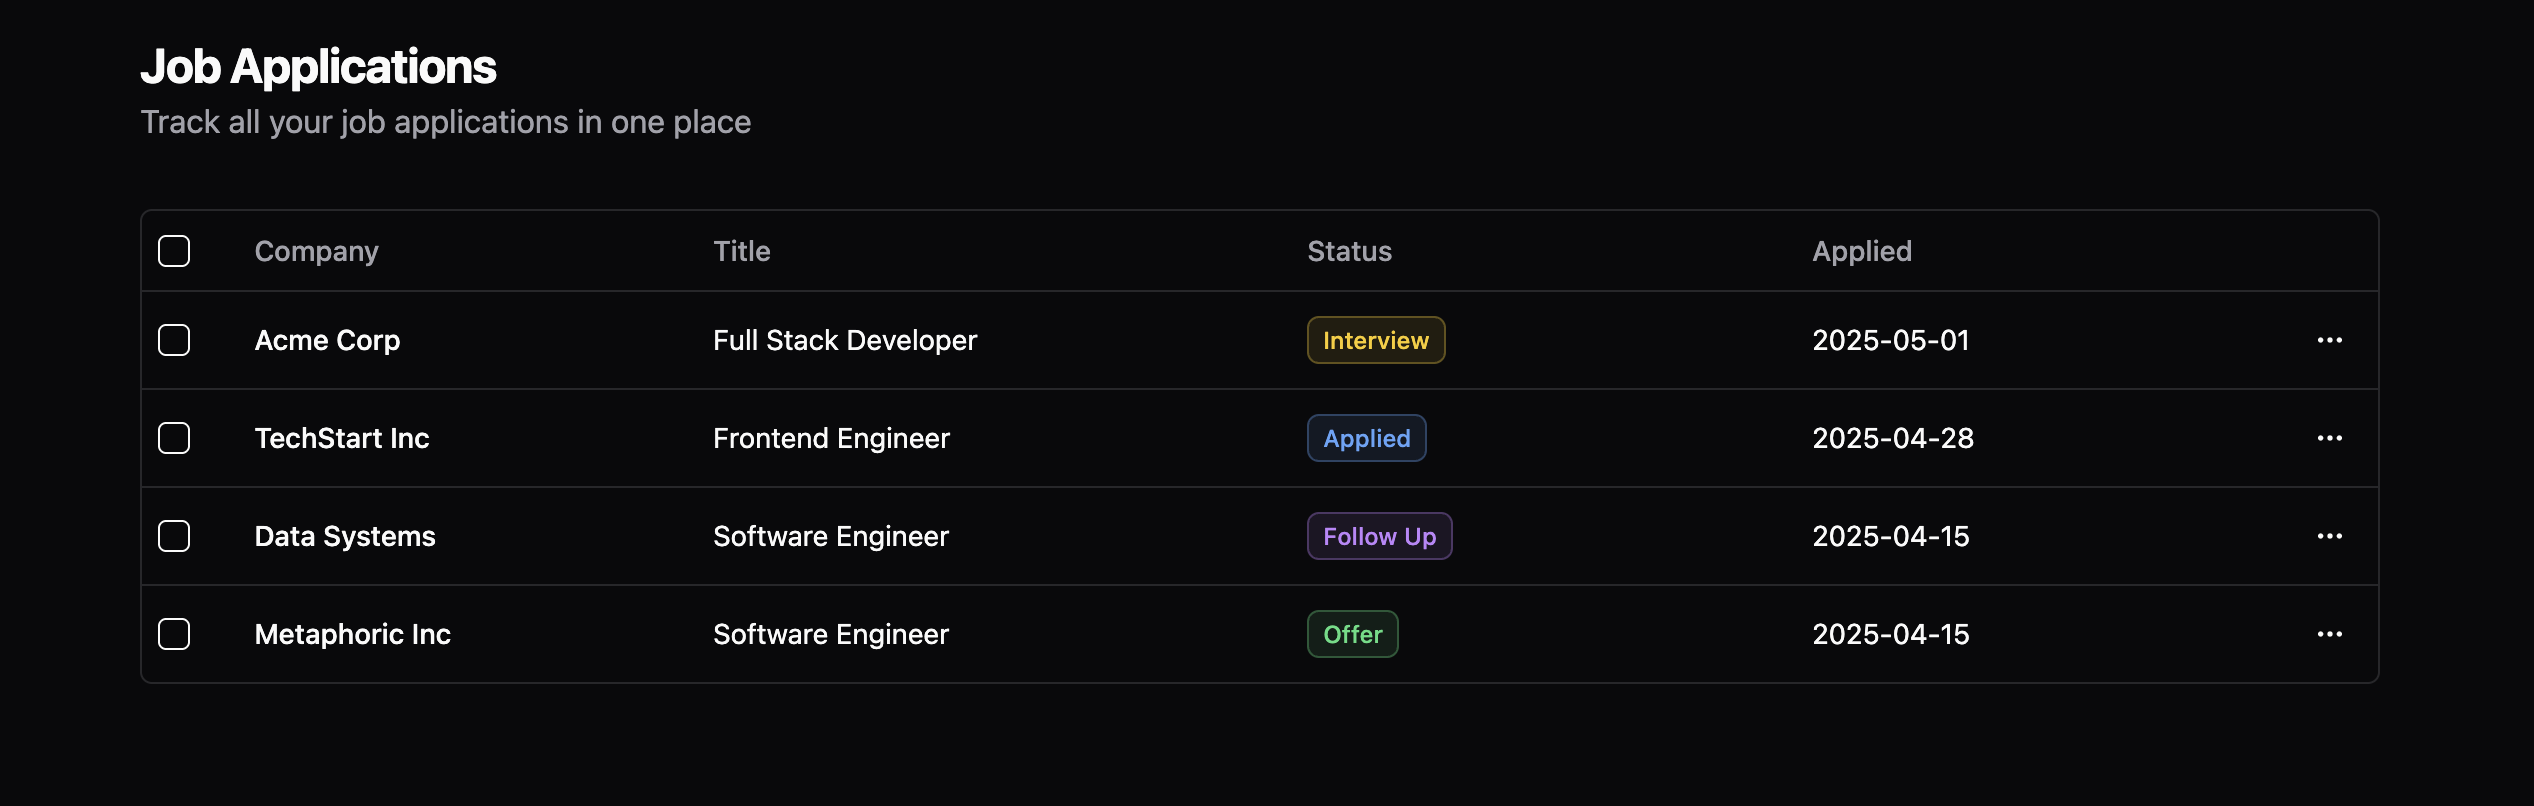 Job Applications
Track all your job applications in one place
Company Title Status Applied
Acme Corp Full Stack Developer Interview 2025-05-01 ···
TechStart Inc Frontend Engineer Applied 2025-04-28 ···
Data Systems Software Engineer Follow Up 2025-04-15 ···
Metaphoric Inc Software Engineer Offer 2025-04-15 ···